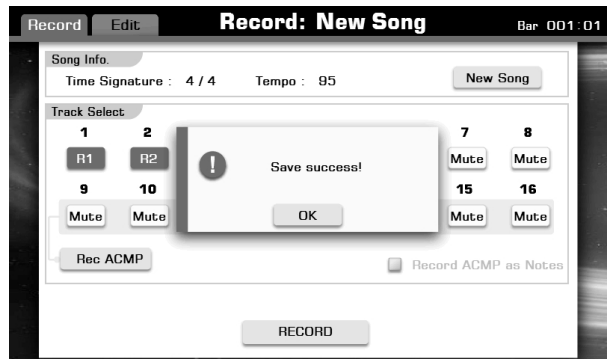 Record Edit Record: New Song Bar 001:01
Song Info.
Time Signature : 4 / 4 Tempo : 95 New Song
Track Select
1 2 7 8
R1 R2 ! Save success! Mute Mute
9 10 15 16
Mute Mute OK Mute Mute
Rec ACMP Record ACMP as Notes
RECORD